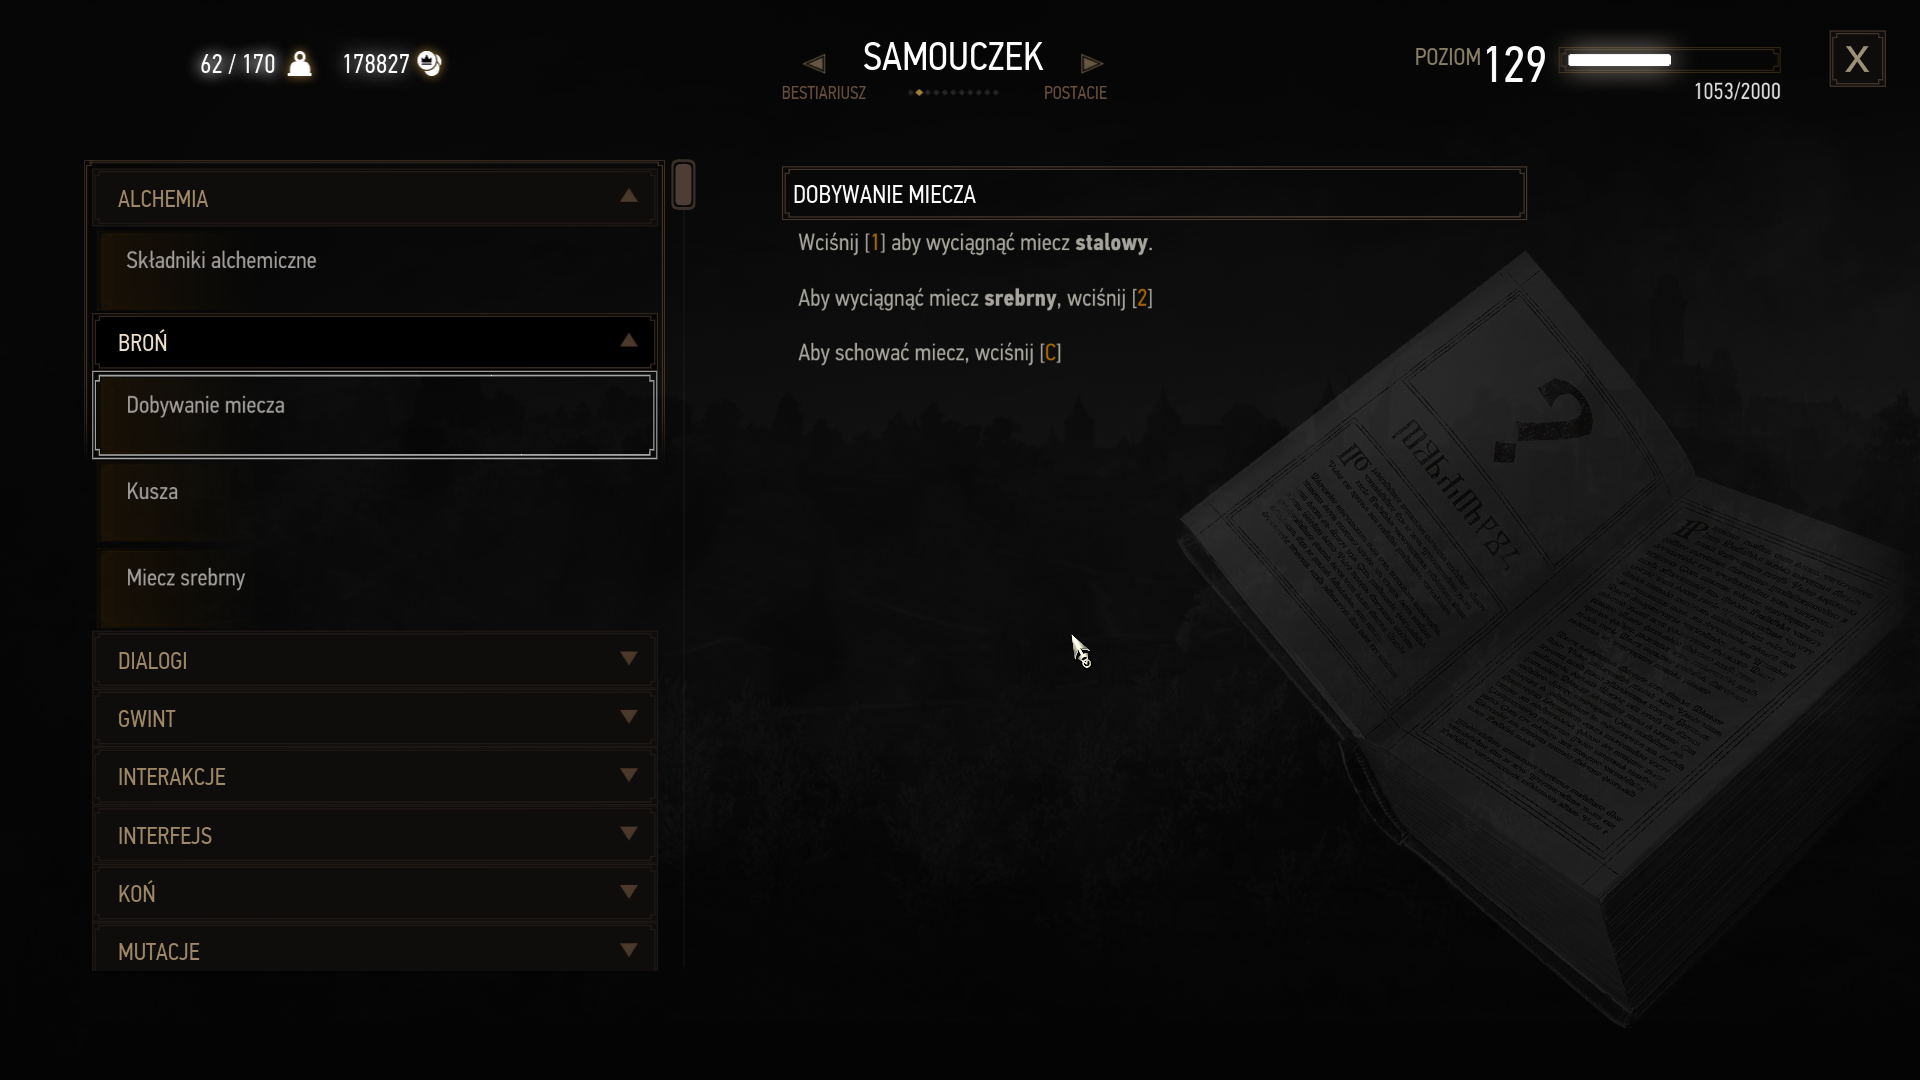 62 / 170
178827
SAMOUCZEK
BESTIARIUSZ
POSTACIE
POZIOM 129
1053/2000
X
ALCHEMIA
Składniki alchemiczne
BROŃ
Dobywanie miecza
Kusza
Miecz srebrny
DIALOGI
GWINT
INTERAKCJE
INTERFEJS
KOŃ
MUTACJE
DOBYWANIE MIECZA
Wciśnij [1] aby wyciągnąć miecz stalowy.
Aby wyciągnąć miecz srebrny, wciśnij [2]
Aby schować miecz, wciśnij [C]
?